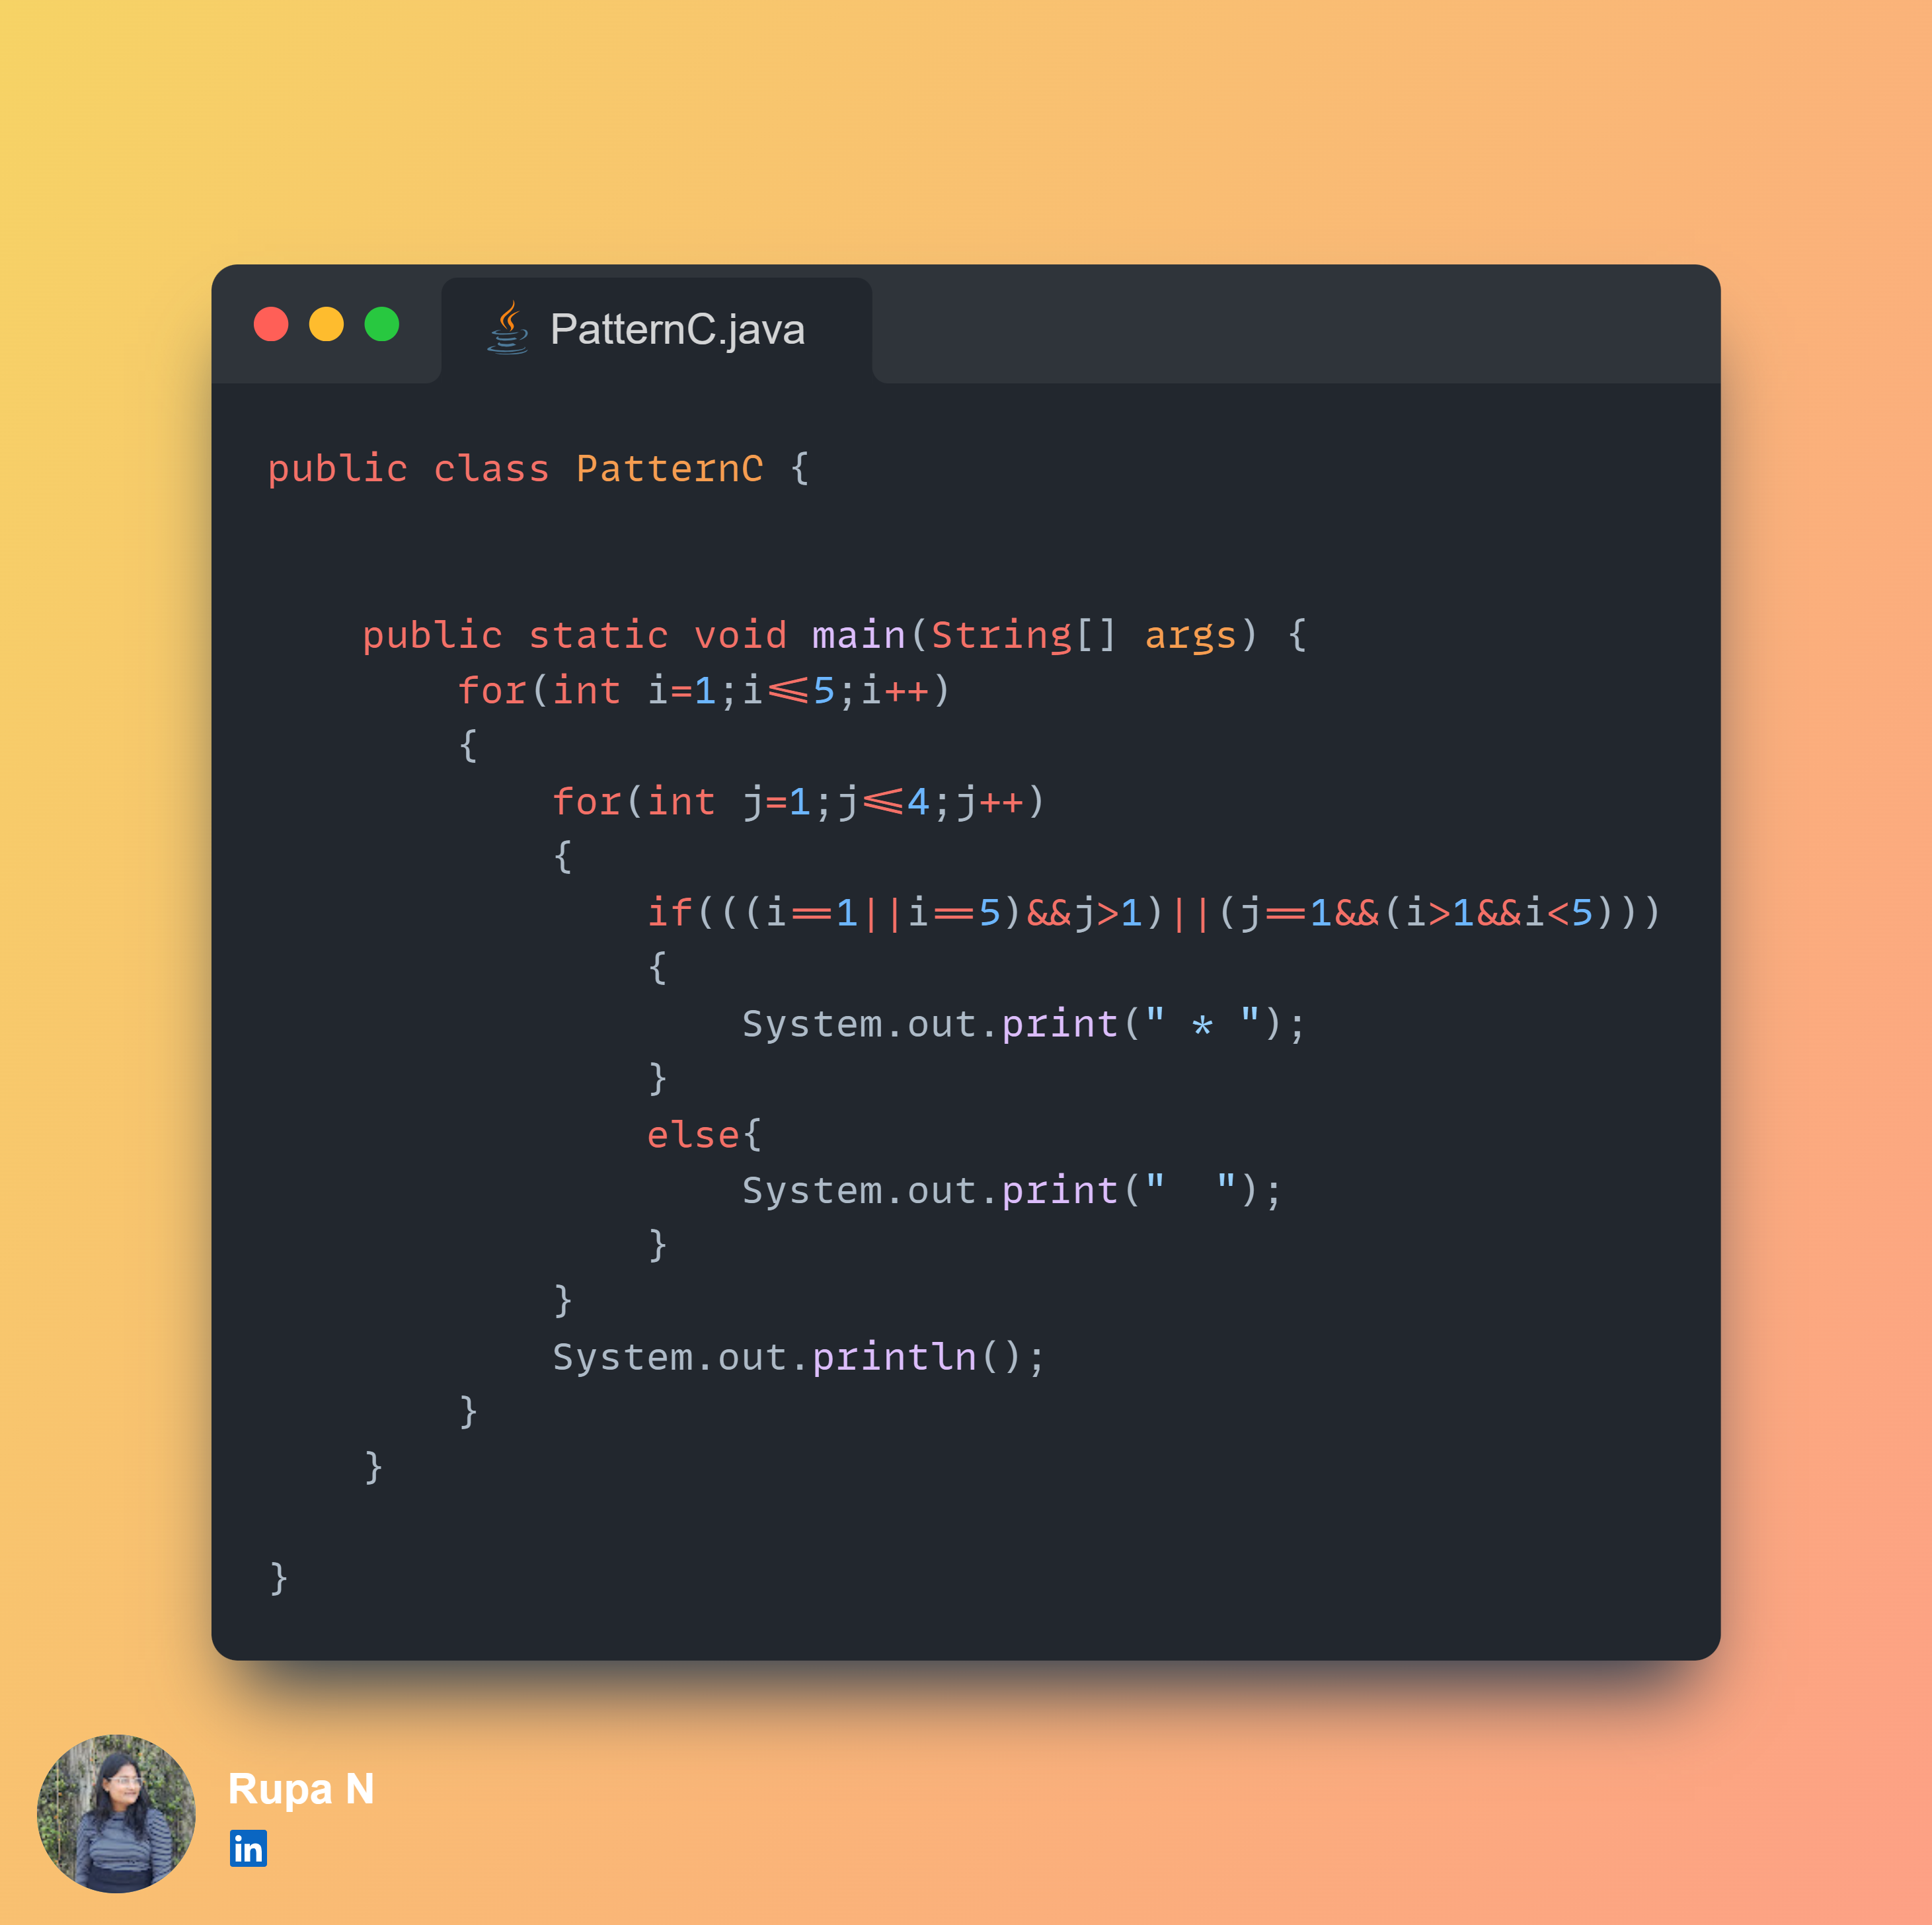 PatternC.java
public class PatternC {
    public static void main(String[] args) {
        for(int i=1;i<=5;i++)
        {
            for(int j=1;j<=4;j++)
            {
                if(((i==1||i==5)&&j>1)||(j==1&&(i>1&&i<5)))
                {
                    System.out.print(" * ");
                }
                else{
                    System.out.print("  ");
                }
            }
            System.out.println();
        }
    }
}
Rupa N
in